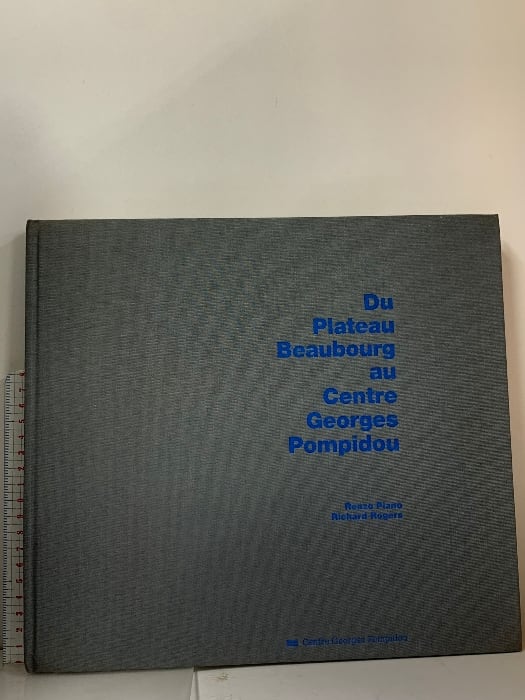 Du
Plateau
Beaubourg
au
Centre
Georges
Pompidou
Renzo Piano
Richard Rogers
Centre Georges Pompidou